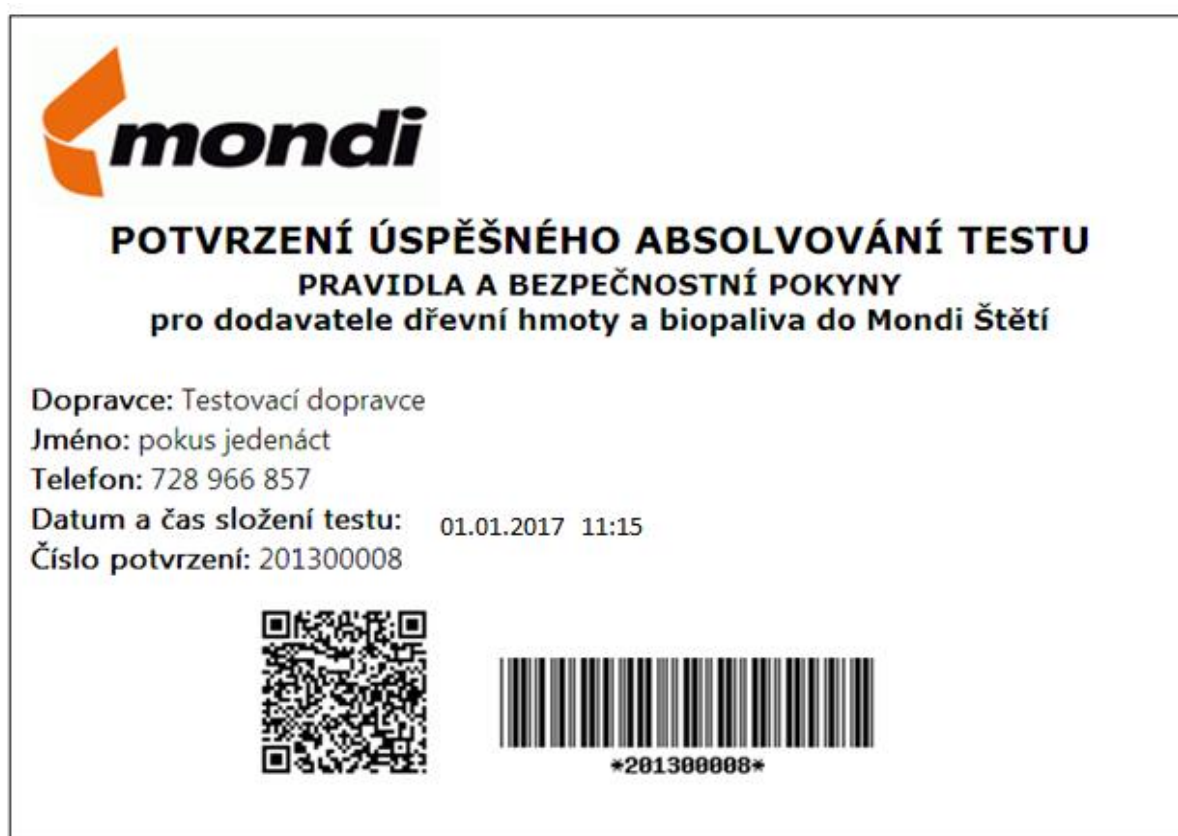 mondi
POTVRZENÍ ÚSPĚŠNÉHO ABSOLVOVÁNÍ TESTU
PRAVIDLA A BEZPEČNOSTNÍ POKYNY
pro dodavatele dřevní hmoty a biopaliva do Mondi Štětí
Dopravce: Testovací dopravce
Jméno: pokus jedenáct
Telefon: 728 966 857
Datum a čas složení testu: 01.01.2017 11:15
Číslo potvrzení: 201300008
*201300008*